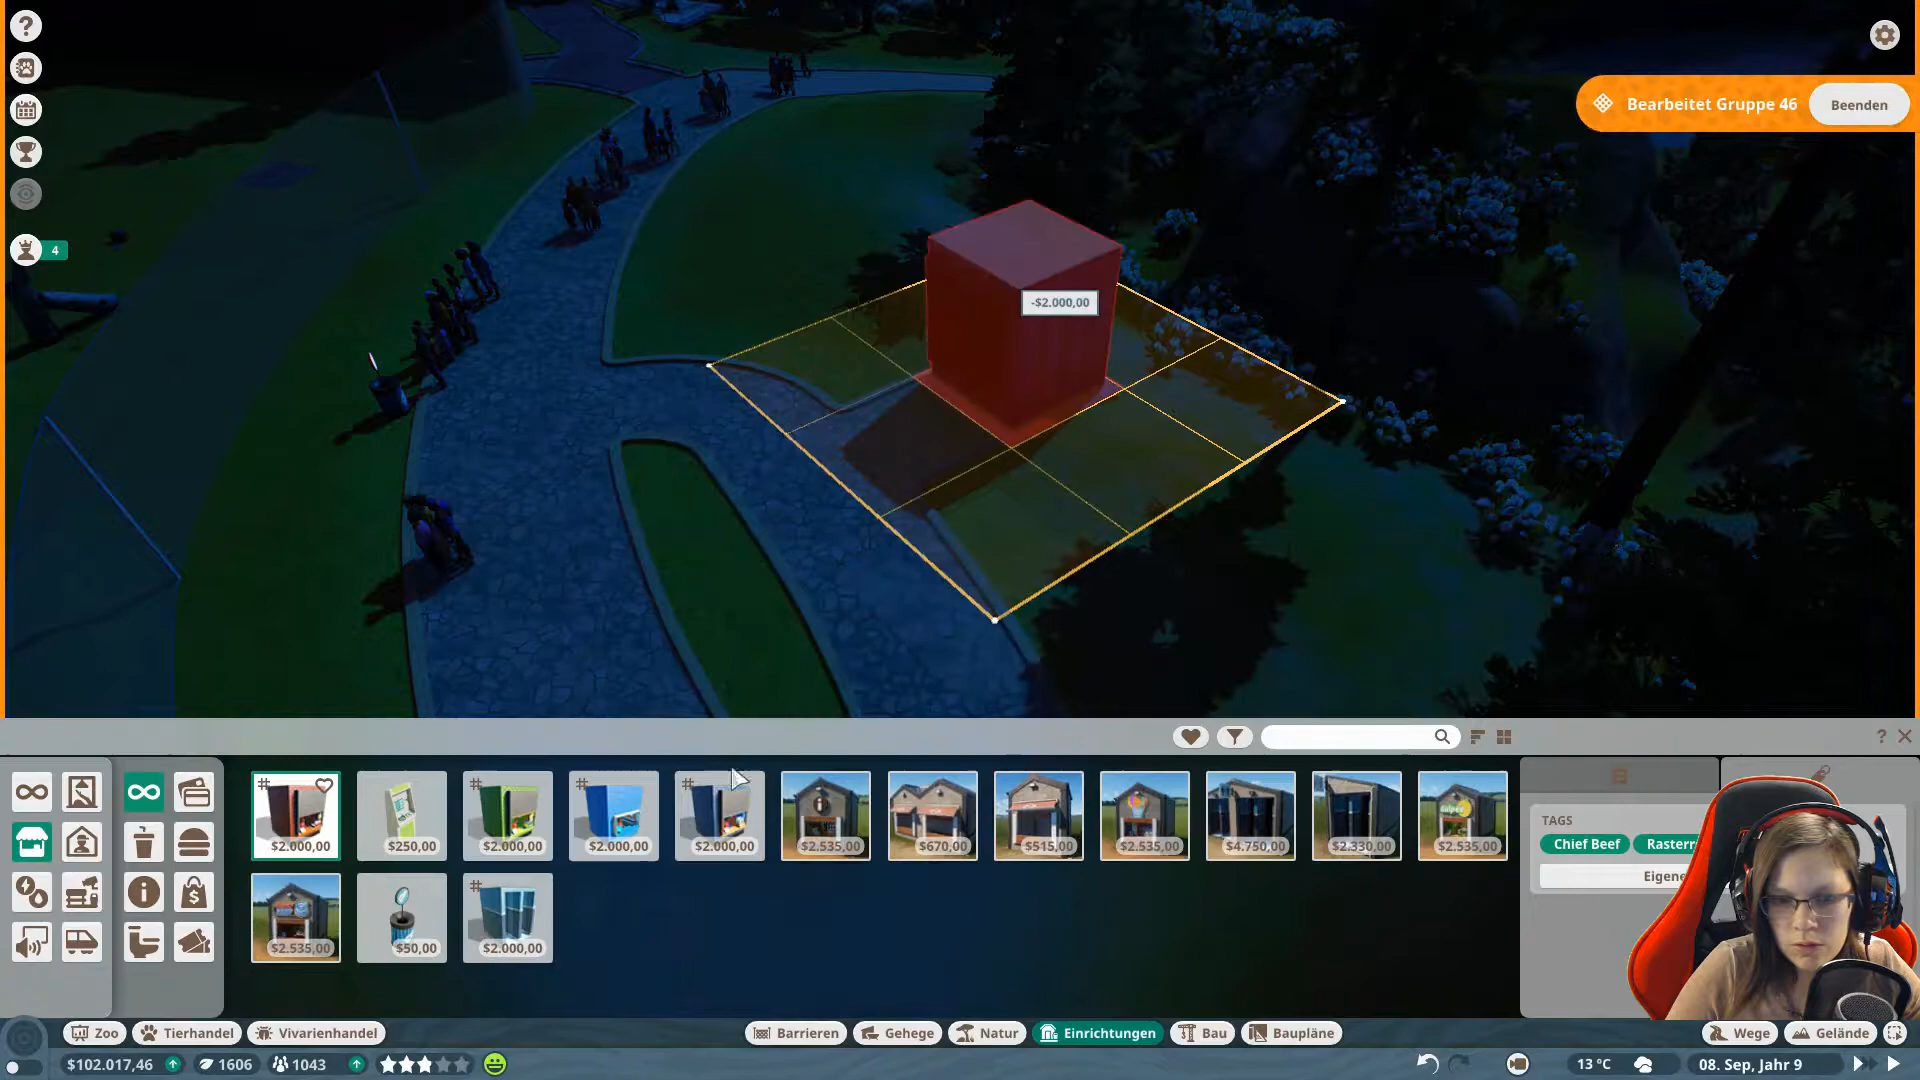 4
Bearbeitet Gruppe 46
Beenden
-$2.000,00
$2.000,00
$250,00
$2.000,00
$2.000,00
$2.000,00
$2.535,00
$670,00
$515,00
$2.535,00
$4.750,00
$2.330,00
$2.535,00
$2.535,00
$50,00
$2.000,00
TAGS
Chief Beef
Eigene
Zoo
Tierhandel
Vivarienhandel
Barrieren
Gehege
Natur
Einrichtungen
Bau
Baupläne
Wege
Gelände
$102.017,46
1606
1043
13 °C
08. Sep, Jahr 9